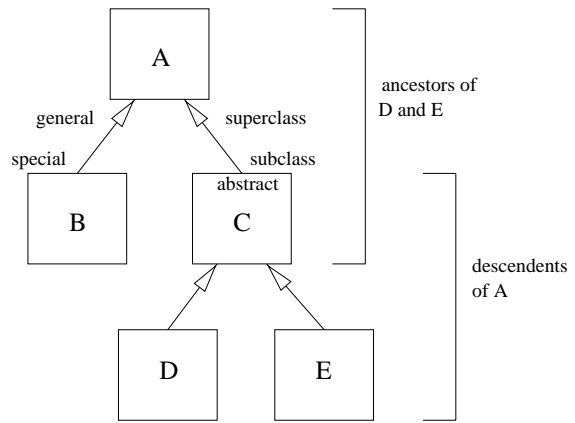 A
ancestors of
D and E
general
superclass
special
subclass
abstract
B
C
descendents
of A
D
E